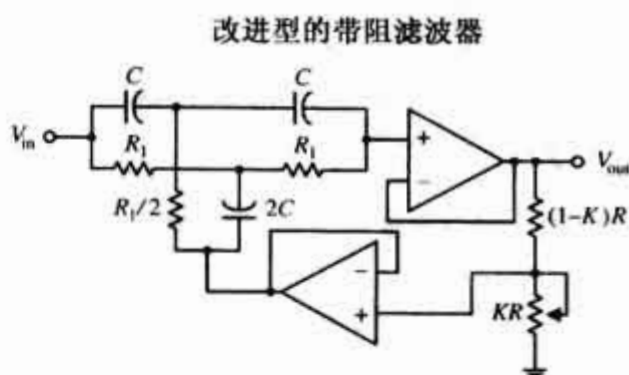 改进型的带阻滤波器
C
C
V_in
R₁
R₁
+
−
V_out
R₁/2
2C
(1−K)R
−
+
KR